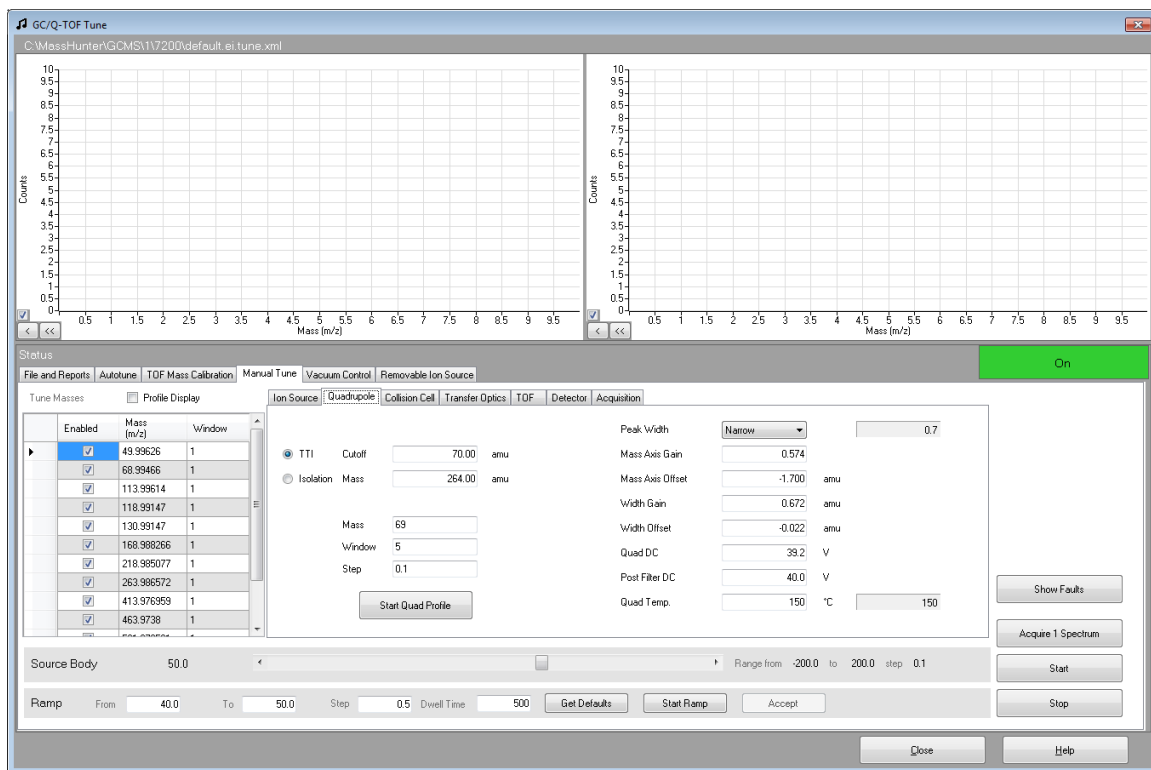 GC/Q-TOF Tune
C:\MassHunter\GCMS\1\7200\default.ei.tune.xml
10
9.5
9
8.5
8
7.5
7
6.5
6
5.5
5
4.5
4
3.5
3
2.5
2
1.5
1
0.5
0
Counts
0.5 1 1.5 2 2.5 3 3.5 4 4.5 5 5.5 6 6.5 7 7.5 8 8.5 9 9.5
Mass (m/z)
< <<
10
9.5
9
8.5
8
7.5
7
6.5
6
5.5
5
4.5
4
3.5
3
2.5
2
1.5
1
0.5
0
Counts
0.5 1 1.5 2 2.5 3 3.5 4 4.5 5 5.5 6 6.5 7 7.5 8 8.5 9 9.5
Mass (m/z)
< <<
Status
On
File and Reports Autotune TOF Mass Calibration Manual Tune Vacuum Control Removable Ion Source
Tune Masses Profile Display
Enabled Mass (m/z) Window
49.99626 1
68.99466 1
113.99614 1
118.99147 1
130.99147 1
168.988266 1
218.985077 1
263.986572 1
413.976959 1
463.9738 1
Ion Source Quadrupole Collision Cell Transfer Optics TOF Detector Acquisition
TTI Cutoff 70.00 amu
Isolation Mass 264.00 amu
Mass 69
Window 5
Step 0.1
Start Quad Profile
Peak Width Narrow 0.7
Mass Axis Gain 0.574
Mass Axis Offset -1.700 amu
Width Gain 0.672 amu
Width Offset -0.022 amu
Quad DC 39.2 V
Post Filter DC 40.0 V
Quad Temp. 150 °C 150
Show Faults
Acquire 1 Spectrum
Start
Stop
Source Body 50.0 Range from -200.0 to 200.0 step 0.1
Ramp From 40.0 To 50.0 Step 0.5 Dwell Time 500 Get Defaults Start Ramp Accept
Close Help